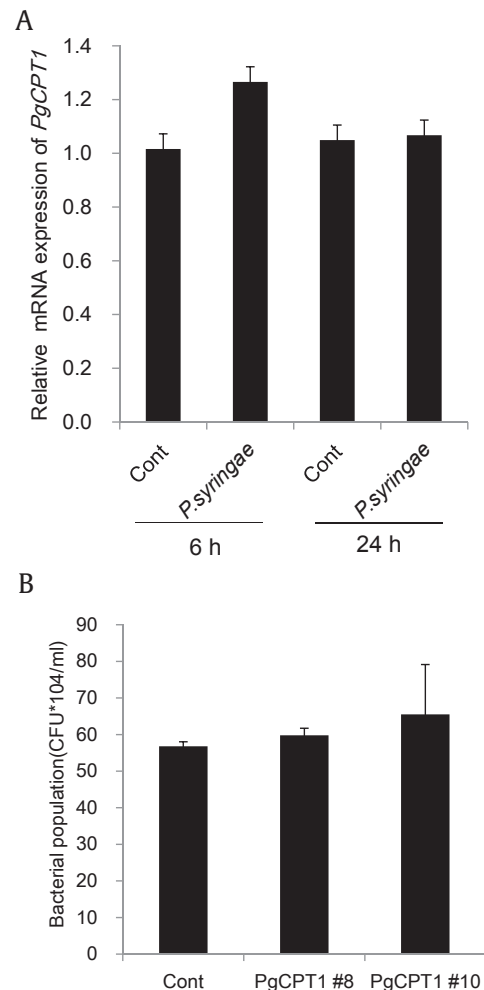 A
Relative mRNA expression of PgCPT1
1.4
1.2
1.0
0.8
0.6
0.4
0.2
0.0
Cont
P.syringae
Cont
P.syringae
6 h
24 h
B
Bacterial population(CFU*104/ml)
90
80
70
60
50
40
30
20
10
0
Cont
PgCPT1 #8
PgCPT1 #10